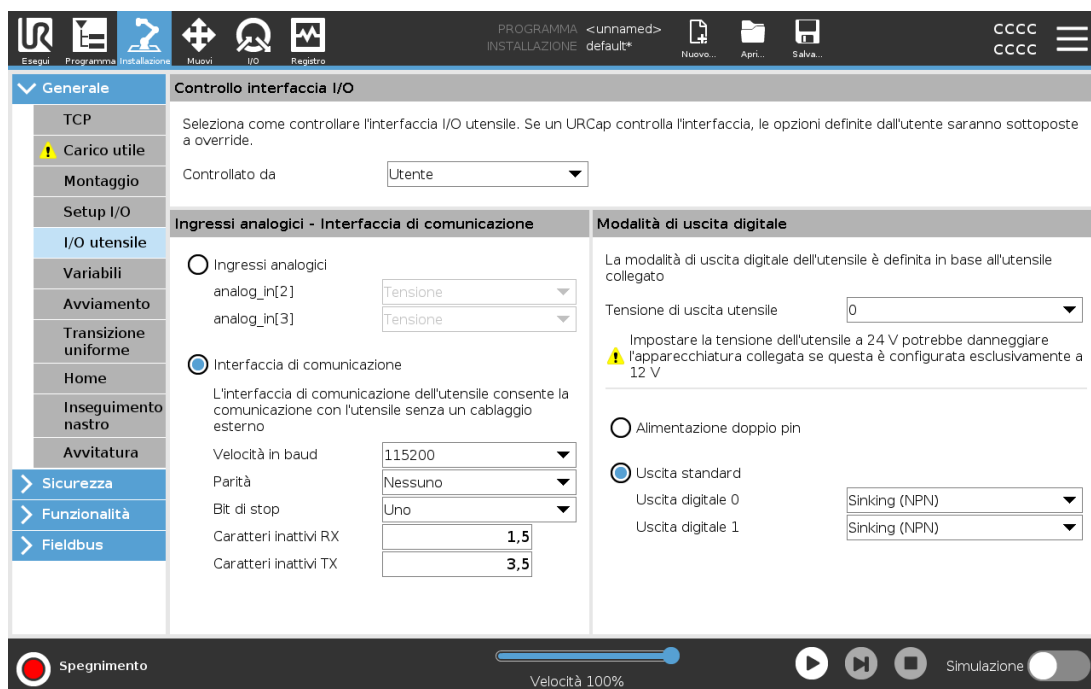 PROGRAMMA <unnamed>
INSTALLAZIONE default*
CCCC
CCCC
Esegui Programma Installazione Muovi I/O Registro Nuovo... Apri... Salva...
Generale
TCP
Carico utile
Montaggio
Setup I/O
I/O utensile
Variabili
Avviamento
Transizione
uniforme
Home
Inseguimento
nastro
Avvitatura
Sicurezza
Funzionalità
Fieldbus
Controllo interfaccia I/O
Seleziona come controllare l'interfaccia I/O utensile. Se un URCap controlla l'interfaccia, le opzioni definite dall'utente saranno sottoposte
a override.
Controllato da Utente
Ingressi analogici - Interfaccia di comunicazione
Ingressi analogici
analog_in[2] Tensione
analog_in[3] Tensione
Interfaccia di comunicazione
L'interfaccia di comunicazione dell'utensile consente la
comunicazione con l'utensile senza un cablaggio
esterno
Velocità in baud 115200
Parità Nessuno
Bit di stop Uno
Caratteri inattivi RX 1,5
Caratteri inattivi TX 3,5
Modalità di uscita digitale
La modalità di uscita digitale dell'utensile è definita in base all'utensile
collegato
Tensione di uscita utensile 0
Impostare la tensione dell'utensile a 24 V potrebbe danneggiare
l'apparecchiatura collegata se questa è configurata esclusivamente a
12 V
Alimentazione doppio pin
Uscita standard
Uscita digitale 0 Sinking (NPN)
Uscita digitale 1 Sinking (NPN)
Spegnimento
Velocità 100%
Simulazione